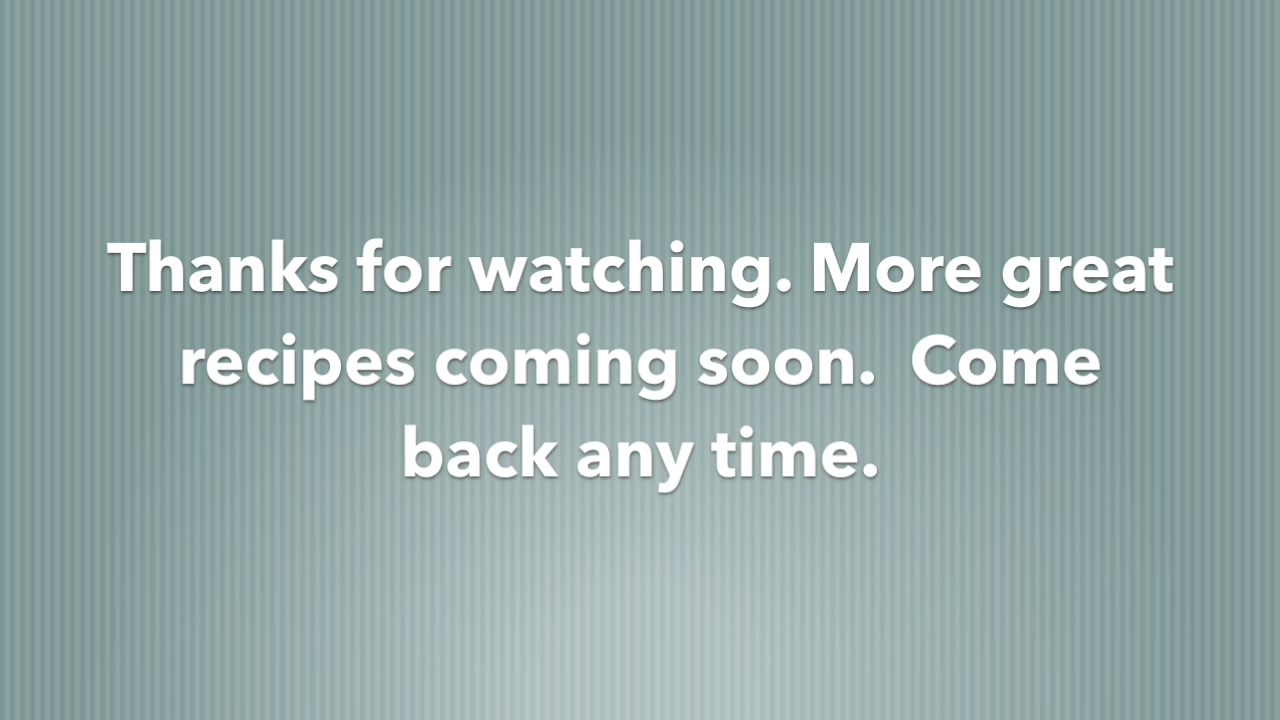 Thanks for watching. More great
recipes coming soon.  Come
back any time.